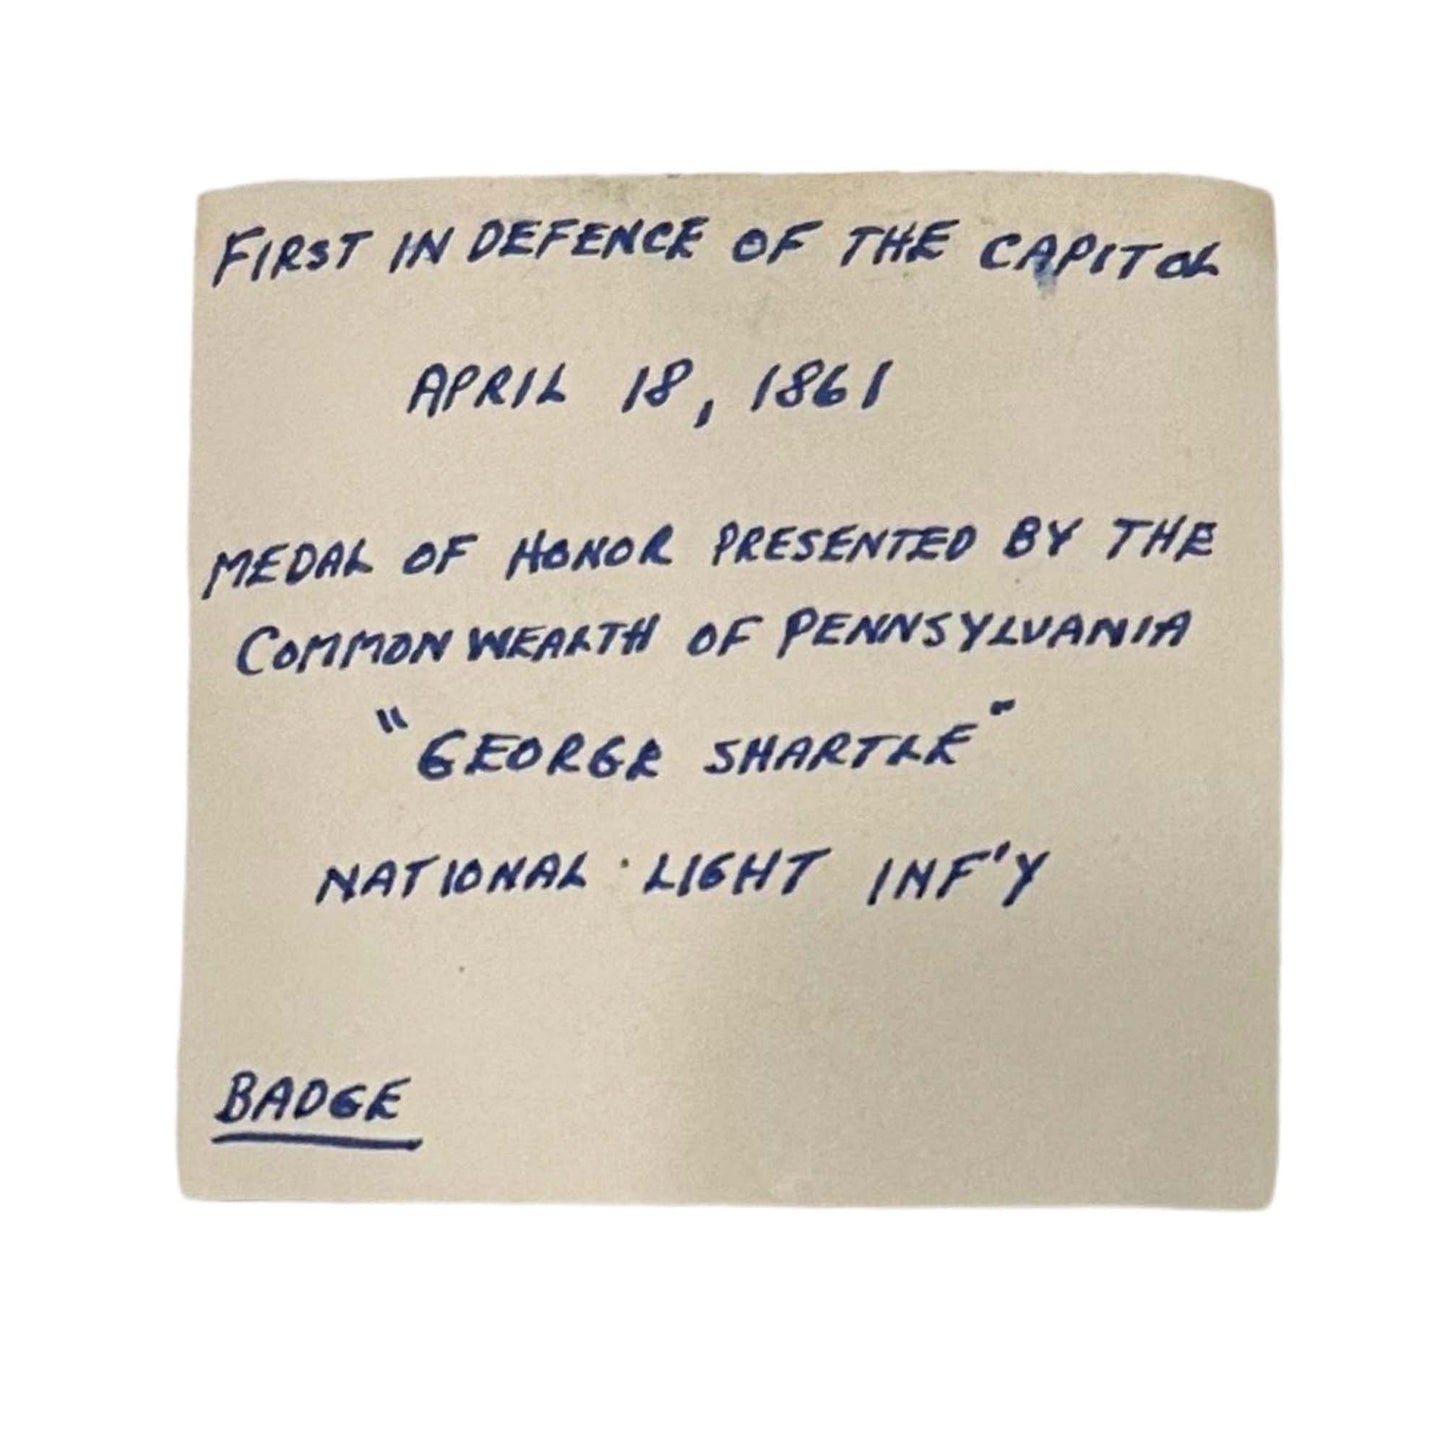 FIRST IN DEFENCE OF THE CAPITOL
APRIL 18, 1861
MEDAL OF HONOR PRESENTED BY THE
COMMONWEALTH OF PENNSYLVANIA
"GEORGE SHARTLE"
NATIONAL LIGHT INF'Y
BADGE